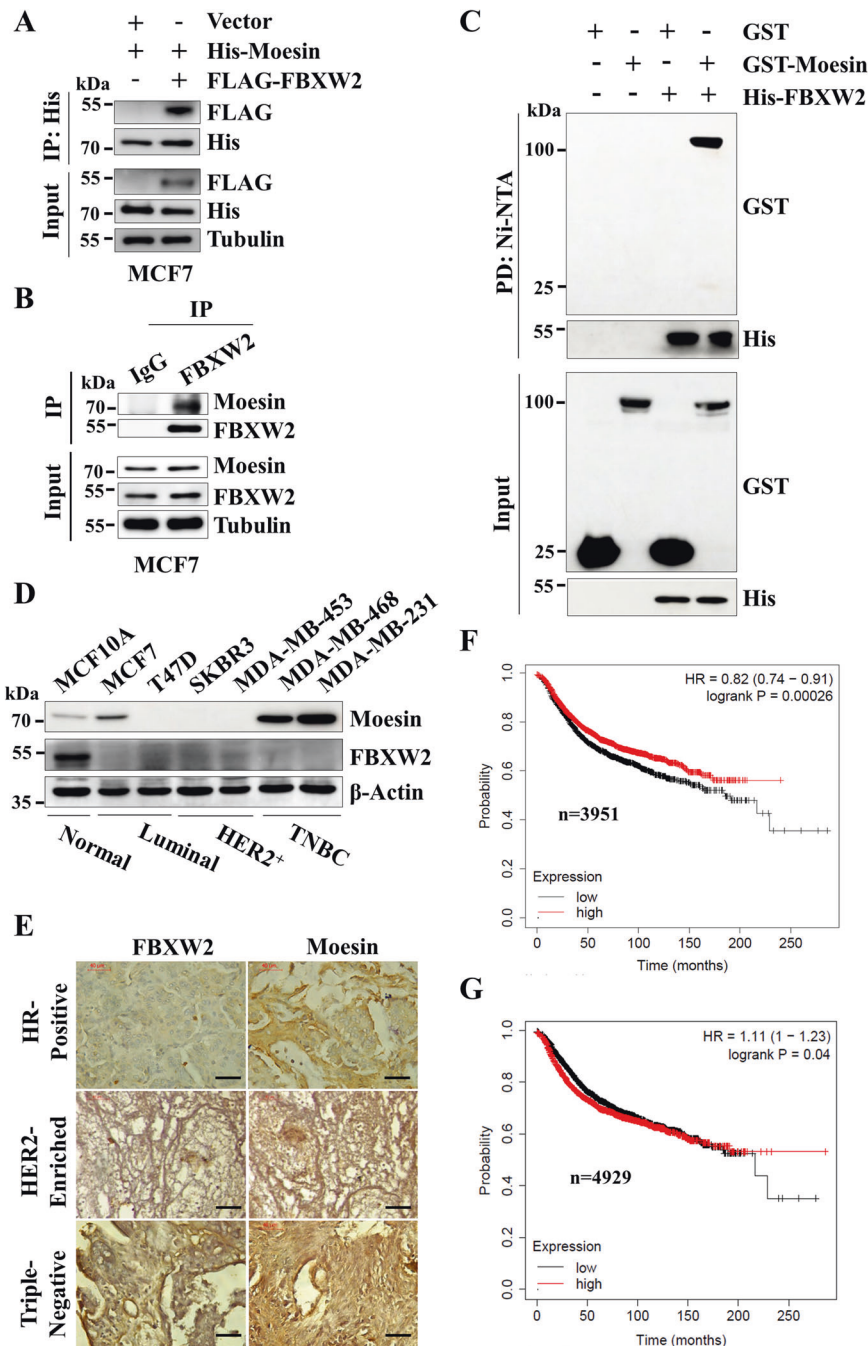 A
+ + Vector
+ + His-Moesin
- + FLAG-FBXW2
kDa
IP: His
55 FLAG
70 His
Input
55 FLAG
70 His
55 Tubulin
MCF7
B
IP
kDa
IgG FBXW2
IP
70 Moesin
55 FBXW2
Input
70 Moesin
55 FBXW2
55 Tubulin
MCF7
C
+ - + - GST
- + - + GST-Moesin
- - + + His-FBXW2
kDa
PD: Ni-NTA
100
GST
25
55 His
Input
100
GST
25
55 His
D
MCF10A MCF7 T47D SKBR3 MDA-MB-453 MDA-MB-468 MDA-MB-231
kDa
70 Moesin
55 FBXW2
35 β-Actin
Normal Luminal HER2+ TNBC
E
FBXW2 Moesin
HR-Positive
HER2-Enriched
Triple-Negative
F
HR = 0.82 (0.74 − 0.91)
logrank P = 0.00026
Probability
1.0
0.8
0.6
0.4
0.2
0.0
n=3951
Expression
low
high
0 50 100 150 200 250
Time (months)
G
HR = 1.11 (1 − 1.23)
logrank P = 0.04
Probability
1.0
0.8
0.6
0.4
0.2
0.0
n=4929
Expression
low
high
0 50 100 150 200 250
Time (months)